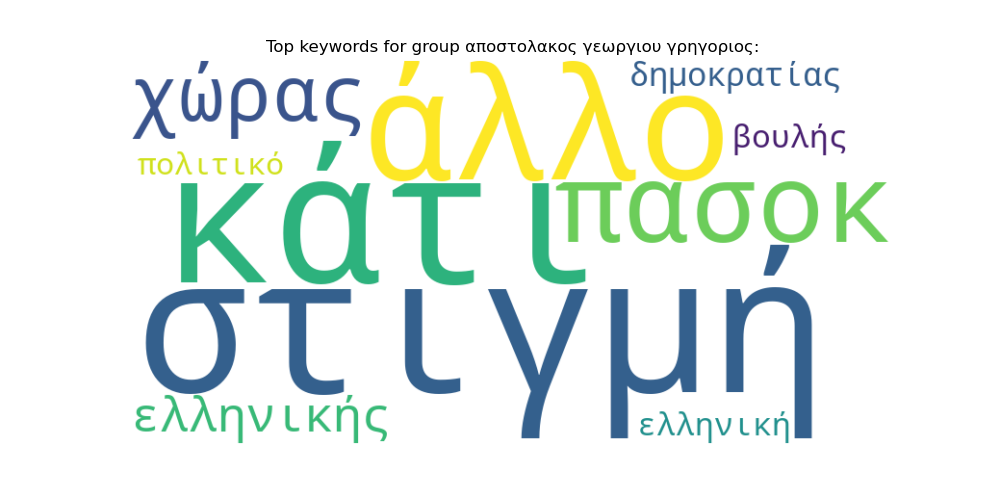 Top keywords for group αποστολακος γεωργιου γρηγοριος:
χώρας
άλλο
δημοκρατίας
βουλής
πολιτικό
κάτι
πασοκ
στιγμή
ελληνικής
ελληνική